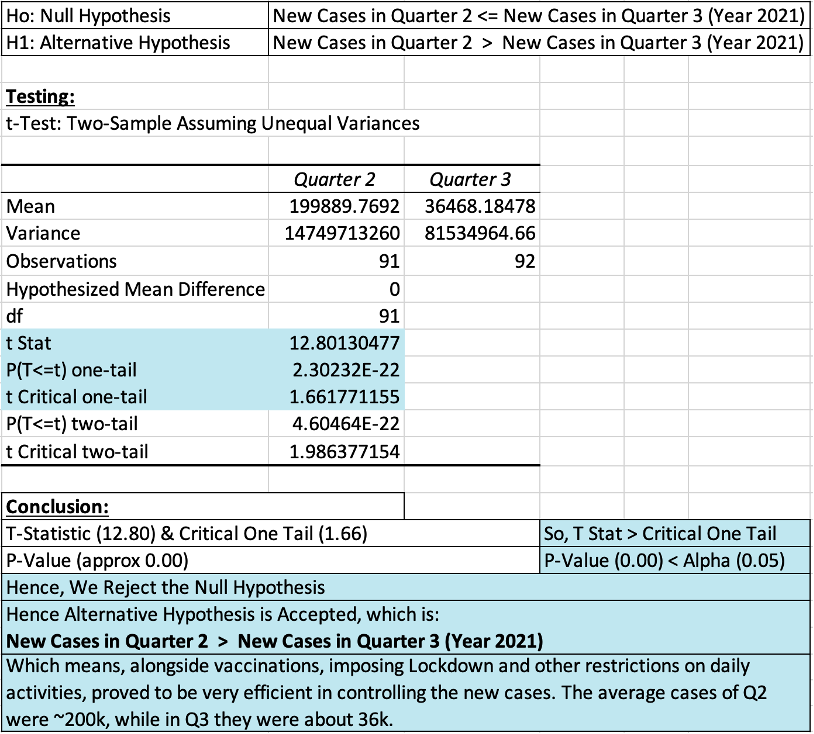 Ho: Null Hypothesis New Cases in Quarter 2 <= New Cases in Quarter 3 (Year 2021)
H1: Alternative Hypothesis New Cases in Quarter 2 > New Cases in Quarter 3 (Year 2021)
Testing:
t-Test: Two-Sample Assuming Unequal Variances
Quarter 2 Quarter 3
Mean 199889.7692 36468.18478
Variance 14749713260 81534964.66
Observations 91 92
Hypothesized Mean Difference 0
df 91
t Stat 12.80130477
P(T<=t) one-tail 2.30232E-22
t Critical one-tail 1.661771155
P(T<=t) two-tail 4.60464E-22
t Critical two-tail 1.986377154
Conclusion:
T-Statistic (12.80) & Critical One Tail (1.66) So, T Stat > Critical One Tail
P-Value (approx 0.00) P-Value (0.00) < Alpha (0.05)
Hence, We Reject the Null Hypothesis
Hence Alternative Hypothesis is Accepted, which is:
New Cases in Quarter 2 > New Cases in Quarter 3 (Year 2021)
Which means, alongside vaccinations, imposing Lockdown and other restrictions on daily
activities, proved to be very efficient in controlling the new cases. The average cases of Q2
were ~200k, while in Q3 they were about 36k.